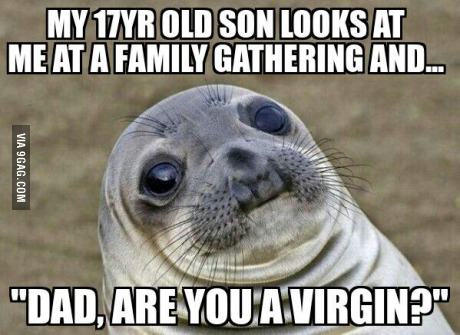 MY 17YR OLD SON LOOKS AT
ME AT A FAMILY GATHERING AND...
VIA 9GAG.COM
"DAD, ARE YOU A VIRGIN?"